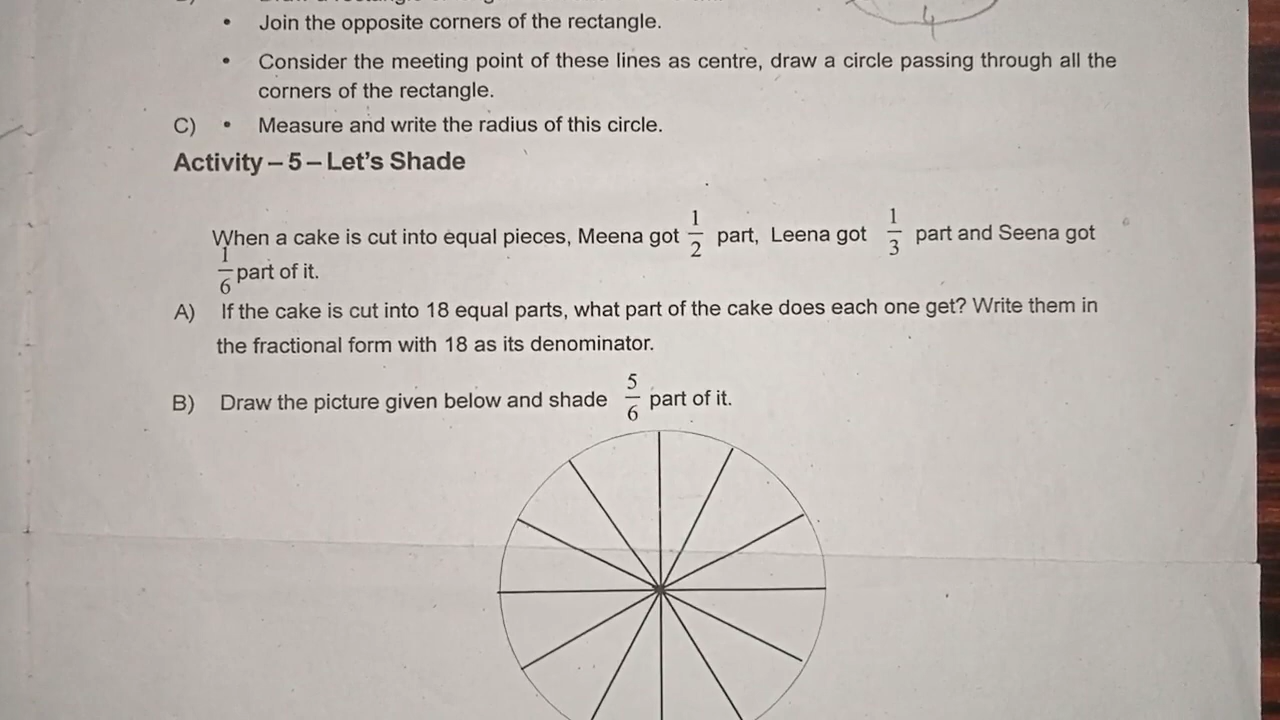 • Join the opposite corners of the rectangle.
• Consider the meeting point of these lines as centre, draw a circle passing through all the
corners of the rectangle.
C) • Measure and write the radius of this circle.
Activity – 5 – Let's Shade
When a cake is cut into equal pieces, Meena got 1/2 part, Leena got 1/3 part and Seena got
1/6 part of it.
A) If the cake is cut into 18 equal parts, what part of the cake does each one get? Write them in
the fractional form with 18 as its denominator.
B) Draw the picture given below and shade 5/6 part of it.
4